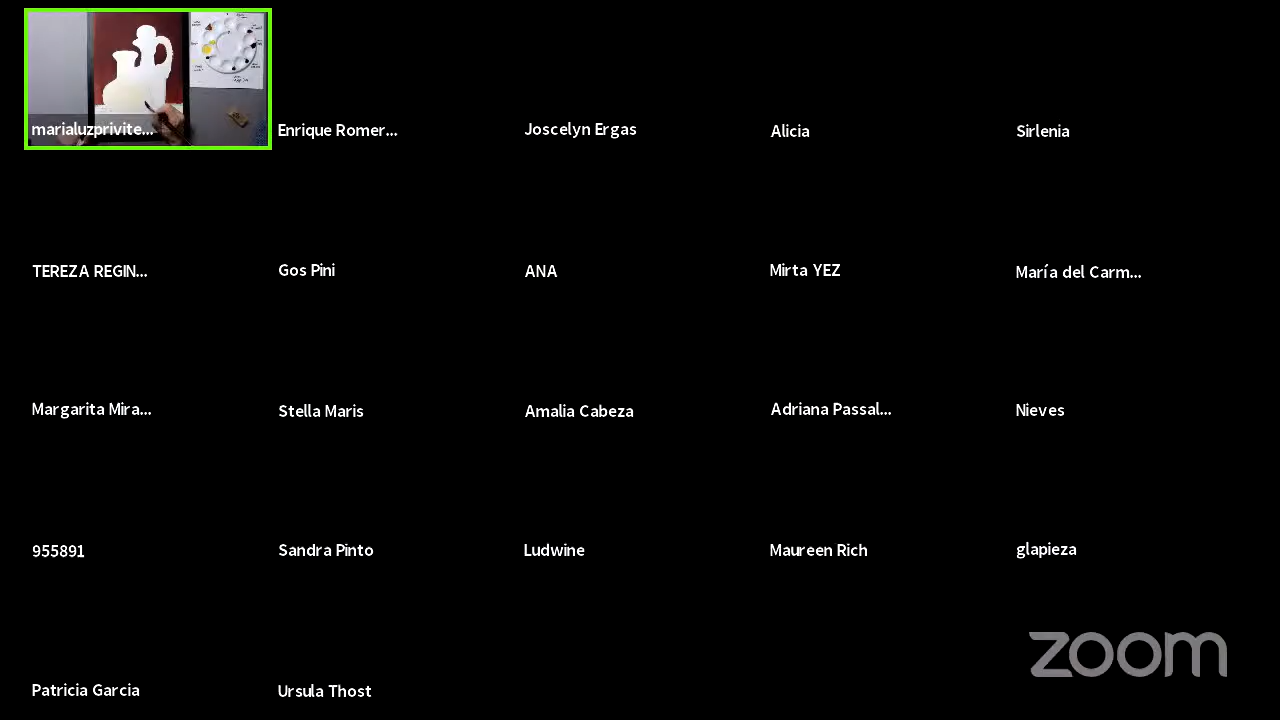 marialuzprivite...
Enrique Romer...
Joscelyn Ergas
Alicia
Sirlenia
TEREZA REGIN...
Gos Pini
ANA
Mirta YEZ
María del Carm...
Margarita Mira...
Stella Maris
Amalia Cabeza
Adriana Passal...
Nieves
955891
Sandra Pinto
Ludwine
Maureen Rich
glapieza
Patricia Garcia
Ursula Thost
zoom